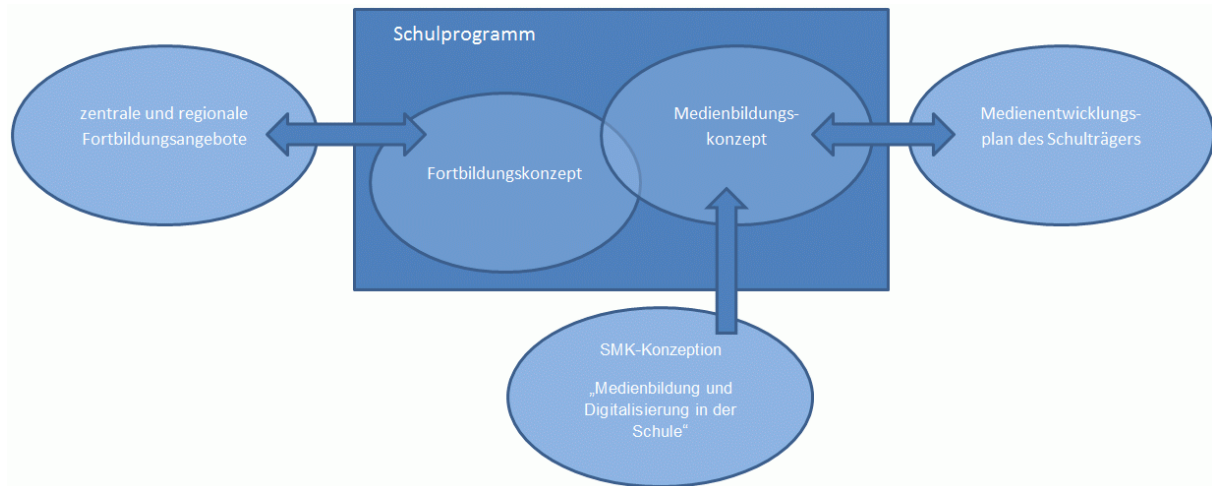 Schulprogramm
zentrale und regionale
Fortbildungsangebote
Fortbildungskonzept
Medienbildungs-
konzept
Medienentwicklungs-
plan des Schulträgers
SMK-Konzeption
„Medienbildung und
Digitalisierung in der
Schule“